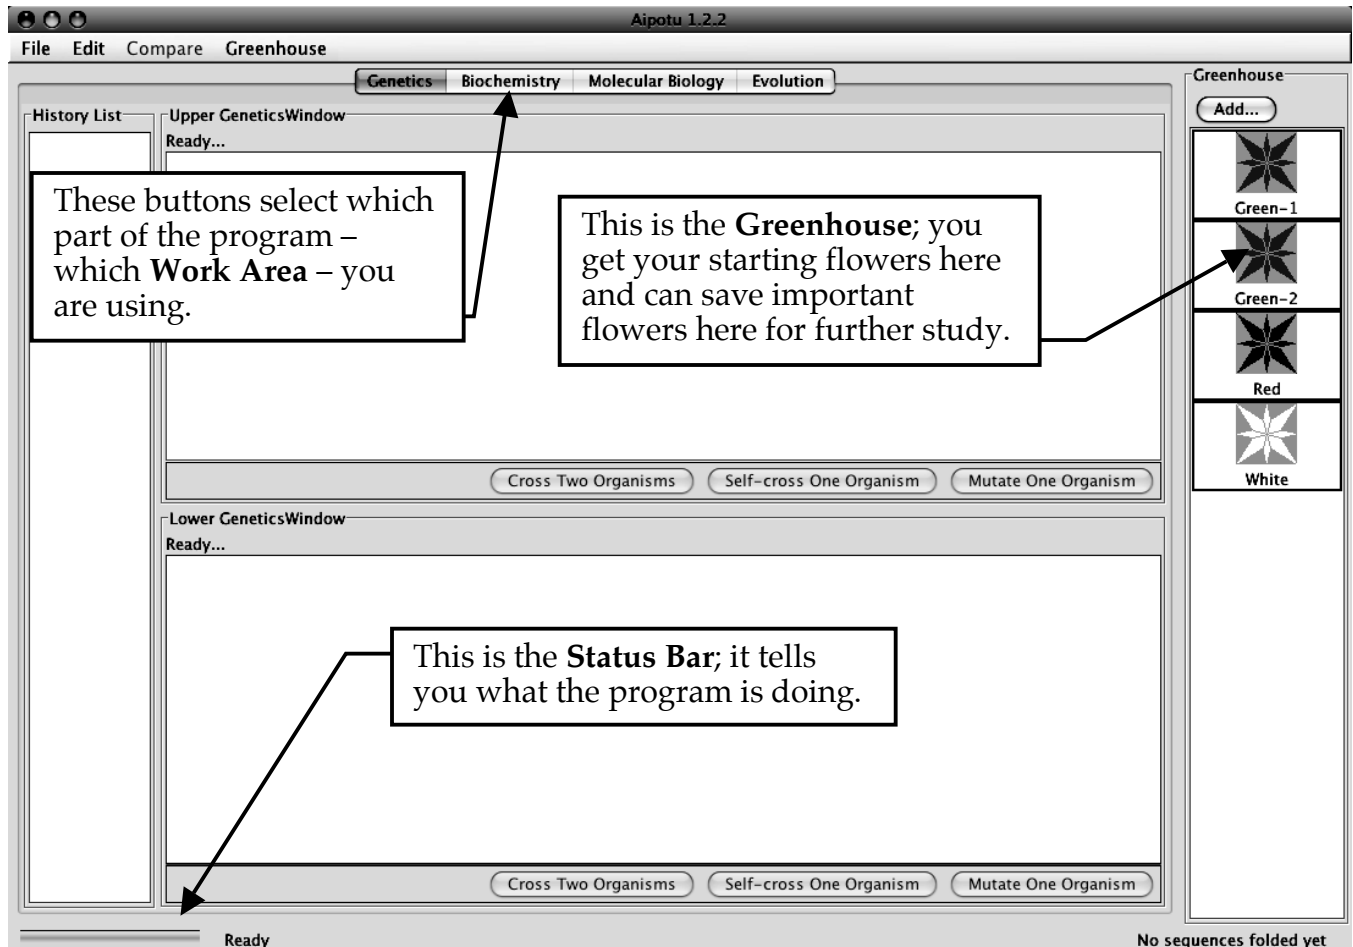 Aipotu 1.2.2
File Edit Compare Greenhouse
Genetics Biochemistry Molecular Biology Evolution
History List
Upper GeneticsWindow
Ready...
These buttons select which
part of the program –
which Work Area – you
are using.
This is the Greenhouse; you
get your starting flowers here
and can save important
flowers here for further study.
Cross Two Organisms Self-cross One Organism Mutate One Organism
Lower GeneticsWindow
Ready...
This is the Status Bar; it tells
you what the program is doing.
Cross Two Organisms Self-cross One Organism Mutate One Organism
Greenhouse
Add...
Green-1
Green-2
Red
White
Ready
No sequences folded yet